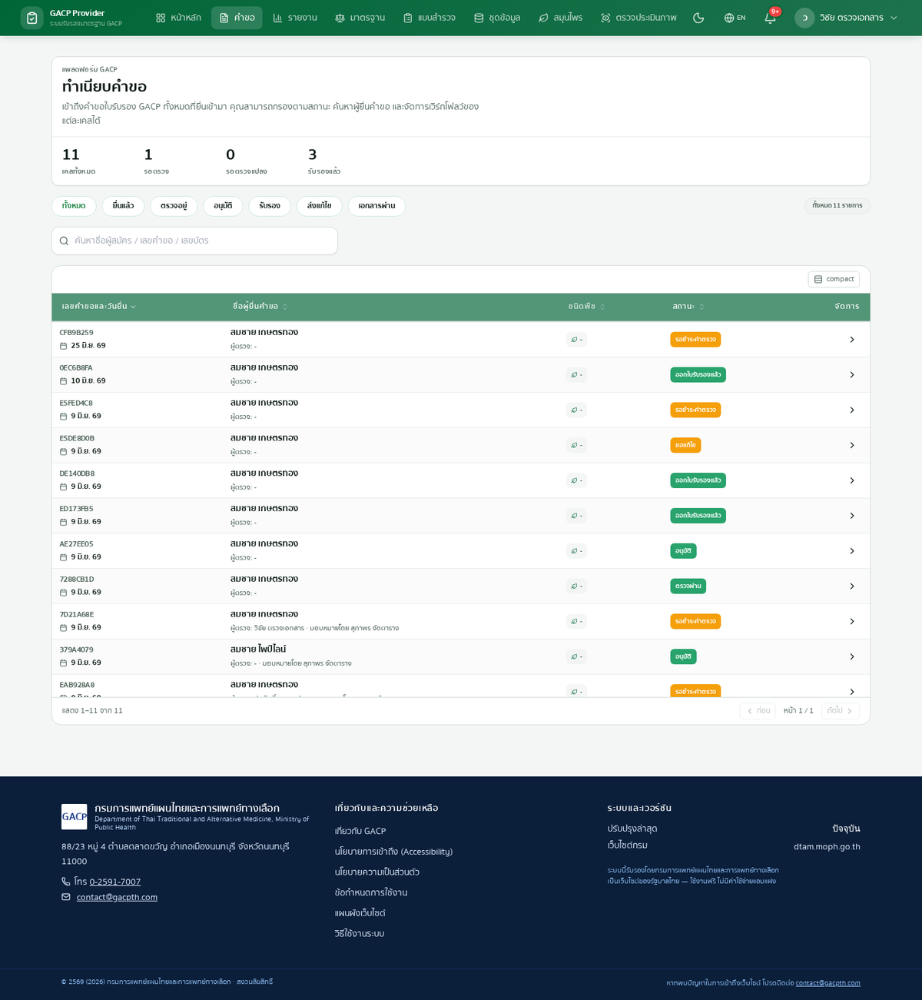 GACP Provider
ระบบรับรองมาตรฐาน GACP
หน้าหลัก
คำขอ
รายงาน
มาตรฐาน
แบบสำรวจ
ชุดข้อมูล
สมุนไพร
ตรวจประเมินภาพ
EN
9+
ว
วิชัย ตรวจเอกสาร
แพลตฟอร์ม GACP
ทำเนียบคำขอ
เข้าถึงคำขอใบรับรอง GACP ทั้งหมดที่ยื่นเข้ามา คุณสามารถกรองตามสถานะ ค้นหาผู้ยื่นคำขอ และจัดการเวิร์กโฟลว์ของ
แต่ละเคสได้
11
1
0
3
เคสทั้งหมด
รอตรวจ
รอตรวจแปลง
รับรองแล้ว
ทั้งหมด
ยื่นแล้ว
ตรวจอยู่
อนุมัติ
รับรอง
ส่งแก้ไข
เอกสารผ่าน
ทั้งหมด 11 รายการ
ค้นหาชื่อผู้สมัคร / เลขคำขอ / เลขบัตร
compact
เลขคำขอและวันยื่น
ชื่อผู้ยื่นคำขอ
ชนิดพืช
สถานะ
จัดการ
CFB9B259
25 มิ.ย. 69
สมชาย เกษตรทอง
ผู้ตรวจ: -
-
รอชำระค่าตรวจ
0EC6B8FA
10 มิ.ย. 69
สมชาย เกษตรทอง
ผู้ตรวจ: -
-
ออกใบรับรองแล้ว
E5FED4C8
9 มิ.ย. 69
สมชาย เกษตรทอง
ผู้ตรวจ: -
-
รอชำระค่าตรวจ
E5DE8D0B
9 มิ.ย. 69
สมชาย เกษตรทอง
ผู้ตรวจ: -
-
ขอแก้ไข
DE140DB8
9 มิ.ย. 69
สมชาย เกษตรทอง
ผู้ตรวจ: -
-
ออกใบรับรองแล้ว
ED173FB5
9 มิ.ย. 69
สมชาย เกษตรทอง
ผู้ตรวจ: -
-
ออกใบรับรองแล้ว
AE27EE05
9 มิ.ย. 69
สมชาย เกษตรทอง
ผู้ตรวจ: -
-
อนุมัติ
7288CB1D
9 มิ.ย. 69
สมชาย เกษตรทอง
ผู้ตรวจ: -
-
ตรวจผ่าน
7D21A68E
9 มิ.ย. 69
สมชาย เกษตรทอง
ผู้ตรวจ: วิชัย ตรวจเอกสาร · มอบหมายโดย สุภาพร จัดตาราง
-
รอชำระค่าตรวจ
379A4079
9 มิ.ย. 69
สมชาย ไพป์ไลน์
ผู้ตรวจ: - · มอบหมายโดย สุภาพร จัดตาราง
-
อนุมัติ
EAB928A8
สมชาย เกษตรทอง
-
รอชำระค่าตรวจ
แสดง 1–11 จาก 11
ก่อน
หน้า 1 / 1
ถัดไป
GACP
กรมการแพทย์แผนไทยและการแพทย์ทางเลือก
Department of Thai Traditional and Alternative Medicine, Ministry of
Public Health
88/23 หมู่ 4 ตำบลตลาดขวัญ อำเภอเมืองนนทบุรี จังหวัดนนทบุรี
11000
โทร 0-2591-7007
contact@gacpth.com
เกี่ยวกับและความช่วยเหลือ
เกี่ยวกับ GACP
นโยบายการเข้าถึง (Accessibility)
นโยบายความเป็นส่วนตัว
ข้อกำหนดการใช้งาน
แผนผังเว็บไซต์
วิธีใช้งานระบบ
ระบบและเวอร์ชัน
ปรับปรุงล่าสุด
ปัจจุบัน
เว็บไซต์กรม
dtam.moph.go.th
ระบบนี้รับรองโดยกรมการแพทย์แผนไทยและการแพทย์ทางเลือก
เป็นเว็บไซต์ของรัฐบาลไทย — ใช้งานฟรี ไม่มีค่าใช้จ่ายแอบแฝง
© 2569 (2026) กรมการแพทย์แผนไทยและการแพทย์ทางเลือก · สงวนลิขสิทธิ์
หากพบปัญหาในการเข้าถึงเว็บไซต์ โปรดติดต่อ contact@gacpth.com